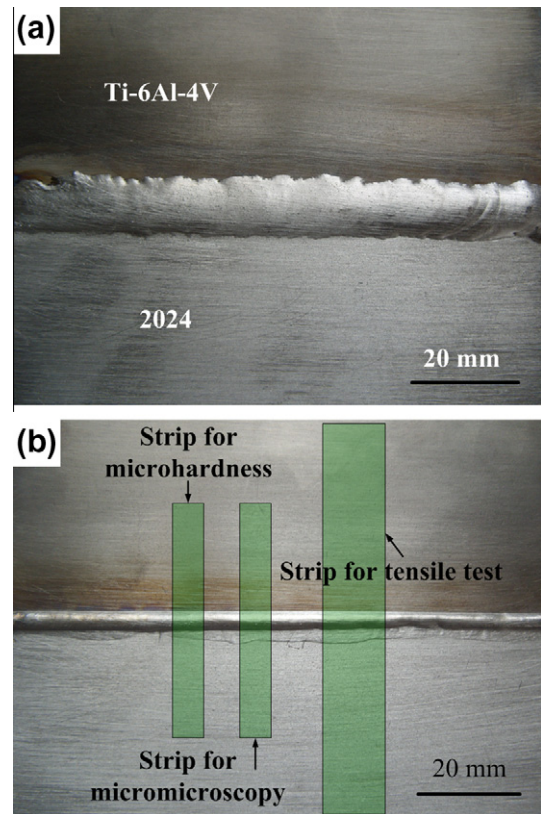 (a)
Ti-6Al-4V
2024
20 mm
(b)
Strip for
microhardness
Strip for tensile test
Strip for
micromicroscopy
20 mm